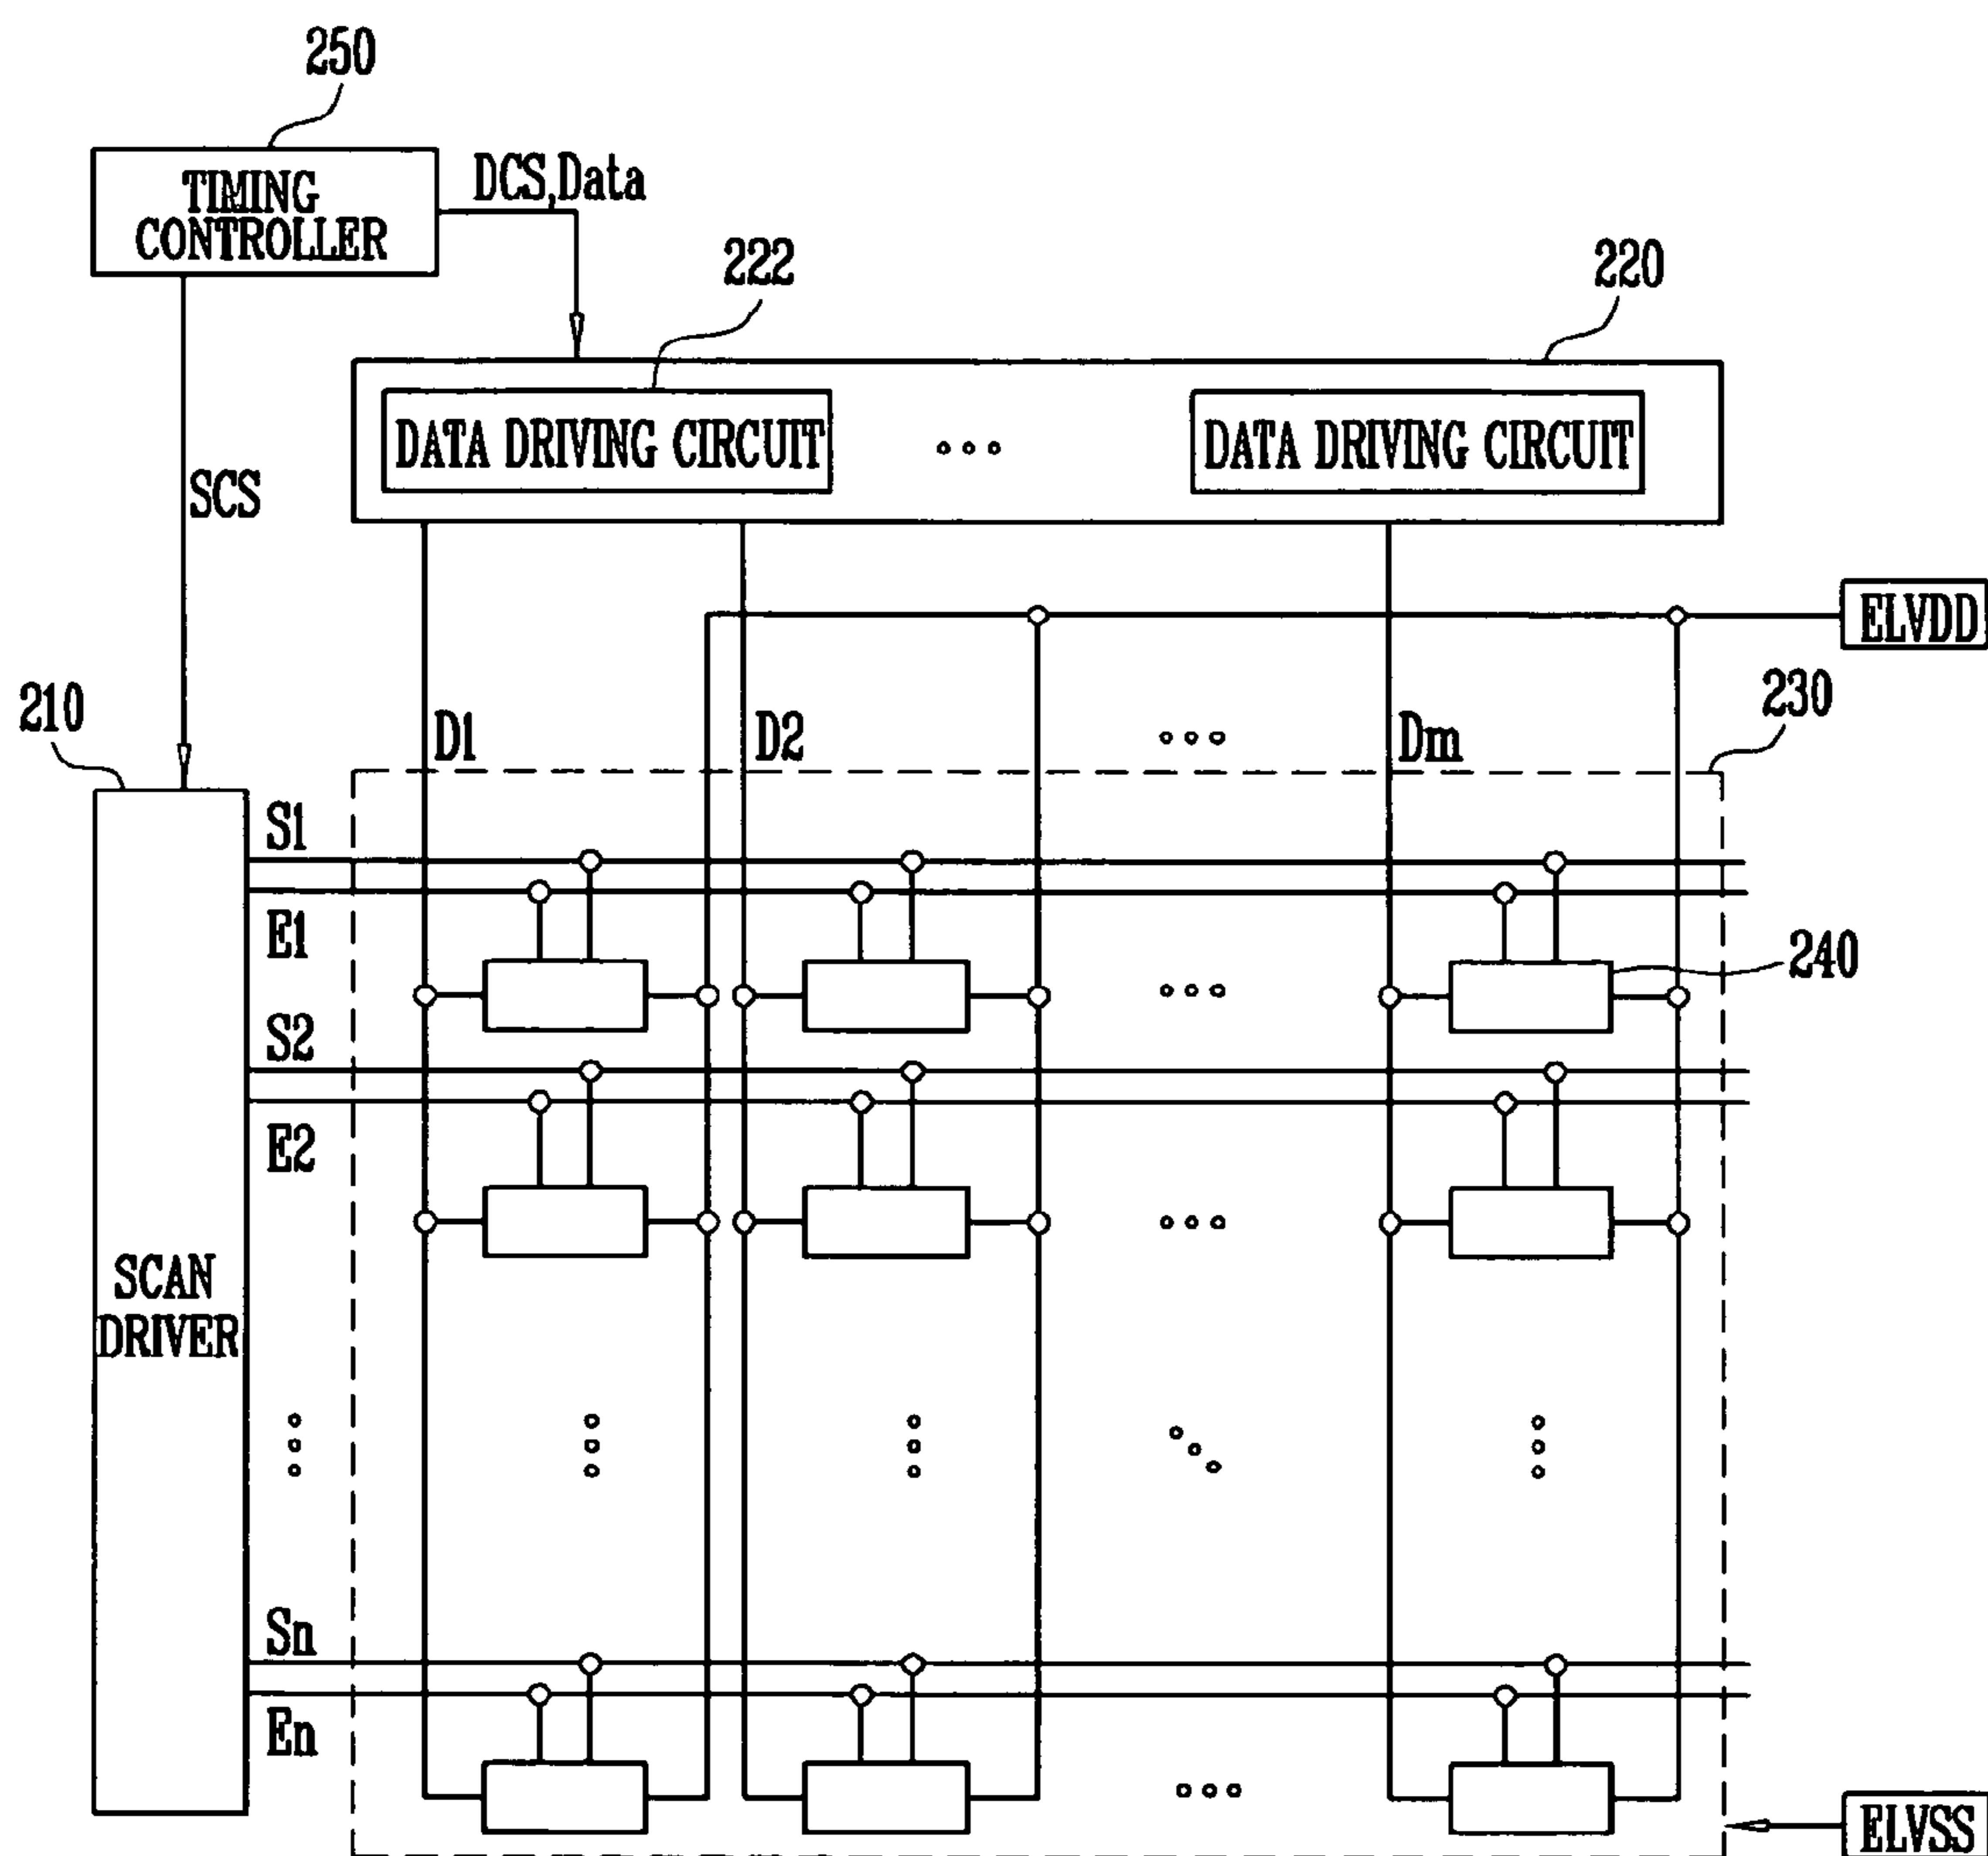 250
TIMING
CONTROLLER
DCS,Data
222
220
DATA DRIVING CIRCUIT
DATA DRIVING CIRCUIT
SCS
ELVDD
210
230
D1
D2
Dm
S1
E1
240
S2
E2
SCAN
DRIVER
Sn
En
ELVSS